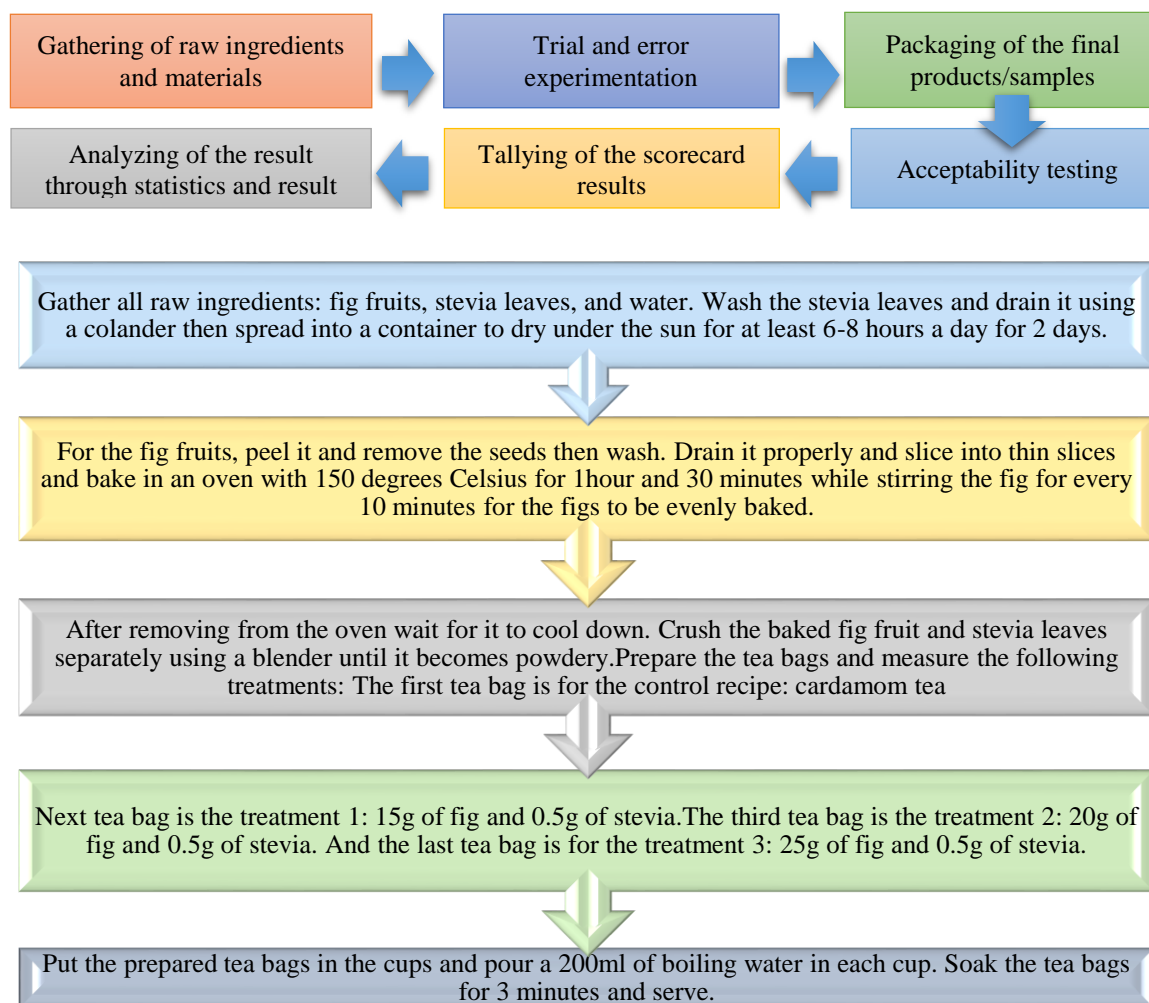 Gathering of raw ingredients
and materials
Trial and error
experimentation
Packaging of the final
products/samples
Acceptability testing
Tallying of the scorecard
results
Analyzing of the result
through statistics and result
Gather all raw ingredients: fig fruits, stevia leaves, and water. Wash the stevia leaves and drain it using
a colander then spread into a container to dry under the sun for at least 6-8 hours a day for 2 days.
For the fig fruits, peel it and remove the seeds then wash. Drain it properly and slice into thin slices
and bake in an oven with 150 degrees Celsius for 1hour and 30 minutes while stirring the fig for every
10 minutes for the figs to be evenly baked.
After removing from the oven wait for it to cool down. Crush the baked fig fruit and stevia leaves
separately using a blender until it becomes powdery.Prepare the tea bags and measure the following
treatments: The first tea bag is for the control recipe: cardamom tea
Next tea bag is the treatment 1: 15g of fig and 0.5g of stevia.The third tea bag is the treatment 2: 20g of
fig and 0.5g of stevia. And the last tea bag is for the treatment 3: 25g of fig and 0.5g of stevia.
Put the prepared tea bags in the cups and pour a 200ml of boiling water in each cup. Soak the tea bags
for 3 minutes and serve.